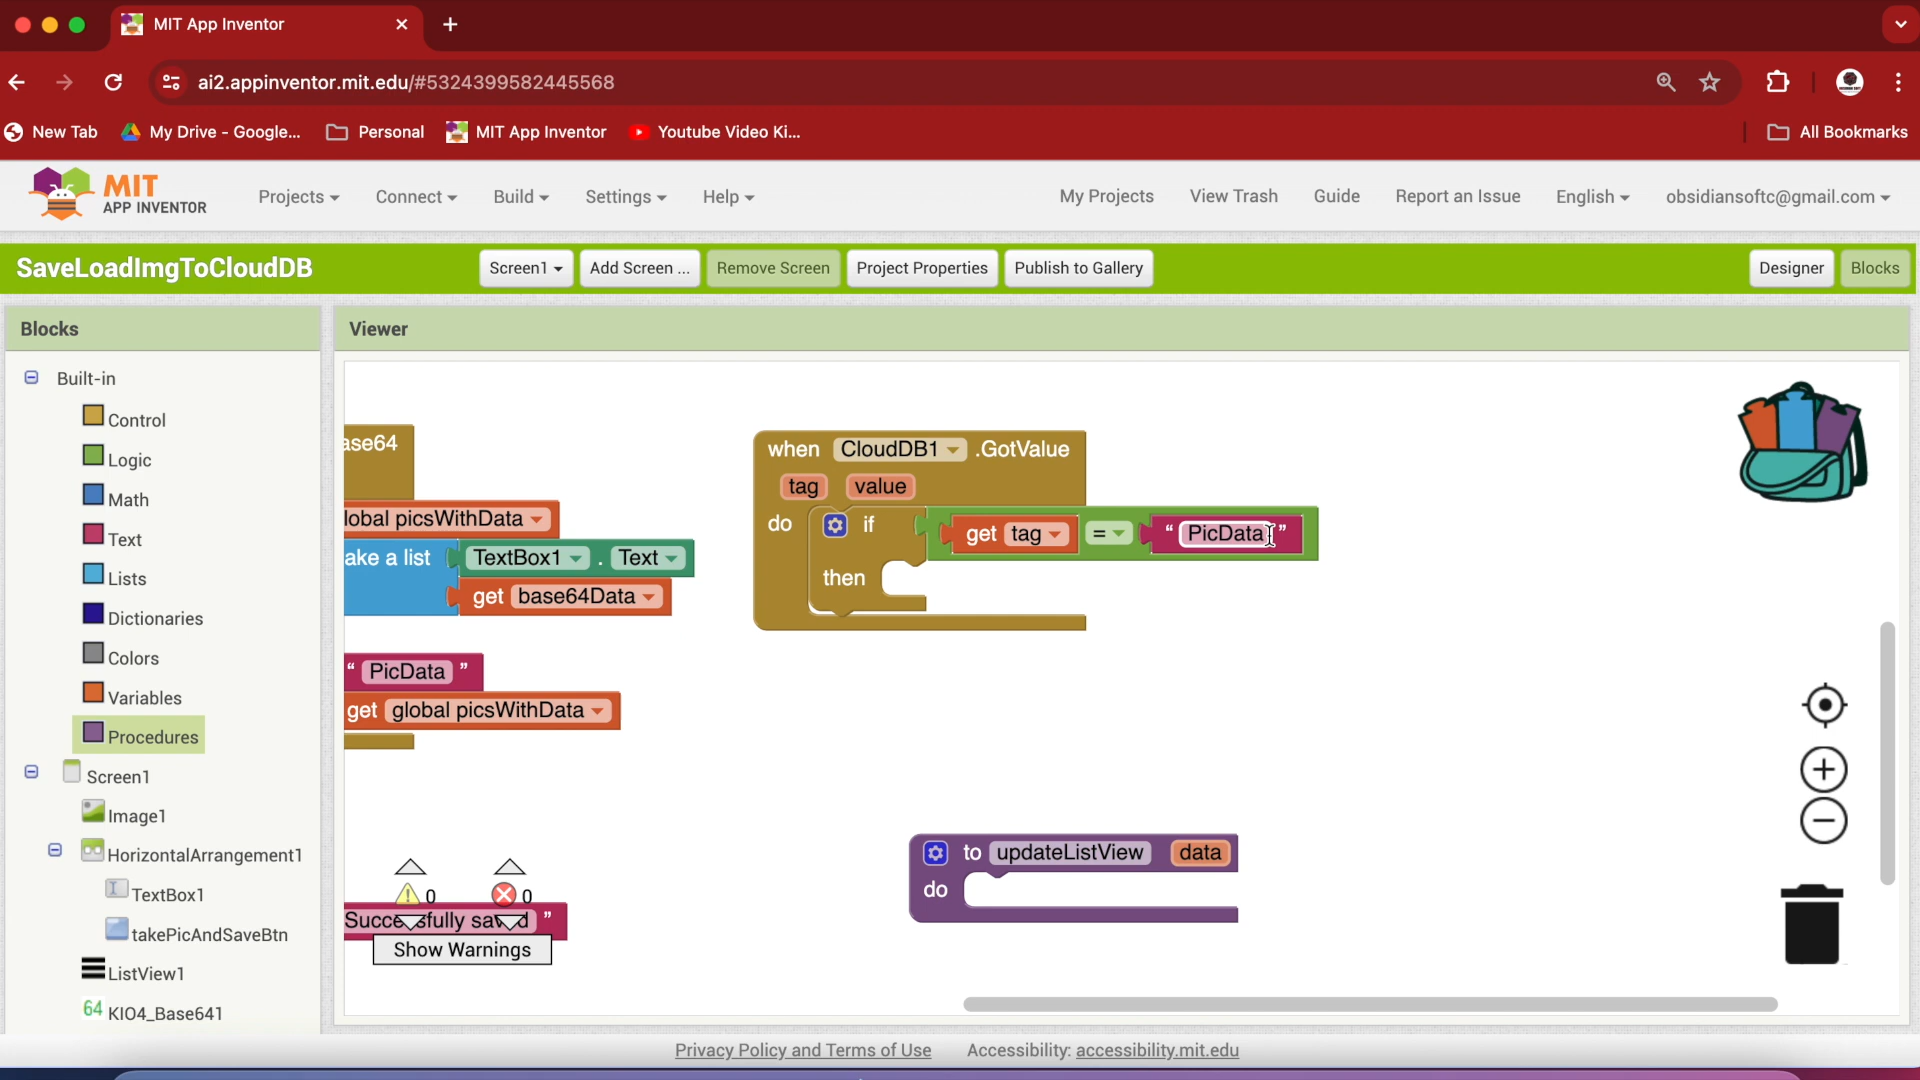 MIT App Inventor
ai2.appinventor.mit.edu/#5324399582445568
New Tab My Drive - Google... Personal MIT App Inventor Youtube Video Ki... All Bookmarks
MIT APP INVENTOR
Projects Connect Build Settings Help My Projects View Trash Guide Report an Issue English obsidiansoftc@gmail.com
SaveLoadImgToCloudDB Screen1 Add Screen ... Remove Screen Project Properties Publish to Gallery Designer Blocks
Blocks
Built-in
Control
Logic
Math
Text
Lists
Dictionaries
Colors
Variables
Procedures
Screen1
Image1
HorizontalArrangement1
TextBox1
takePicAndSaveBtn
ListView1
64 KIO4_Base641
Viewer
ase64
lobal picsWithData
ake a list TextBox1 . Text
get base64Data
“ PicData ”
get global picsWithData
when CloudDB1 .GotValue
tag value
do if get tag = “ PicData ”
then
to updateListView data
do
0 0
Successfully saved ”
Show Warnings
Privacy Policy and Terms of Use Accessibility: accessibility.mit.edu